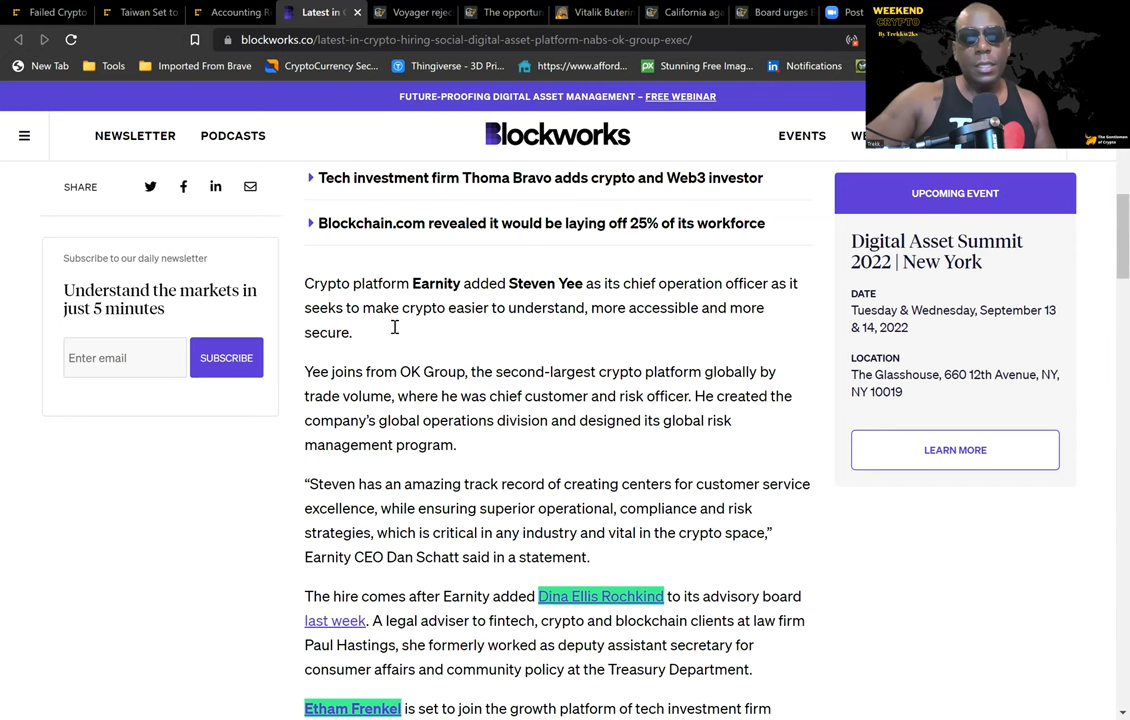 Failed Crypto
Taiwan Set to
Accounting R
Latest in C
Voyager rejec
The opportun
Vitalik Buterin
California aga
Board urges E
Post
blockworks.co/latest-in-crypto-hiring-social-digital-asset-platform-nabs-ok-group-exec/
New Tab
Tools
Imported From Brave
CryptoCurrency Sec...
Thingiverse - 3D Pri...
https://www.afford...
Stunning Free Imag...
Notifications
WEEKEND
CRYPTO
By Trekkw2ks
Trekk
The Gentlemen
of Crypto
FUTURE-PROOFING DIGITAL ASSET MANAGEMENT – FREE WEBINAR
NEWSLETTER
PODCASTS
Blockworks
EVENTS
SHARE
Subscribe to our daily newsletter
Understand the markets in
just 5 minutes
Enter email
SUBSCRIBE
Tech investment firm Thoma Bravo adds crypto and Web3 investor
Blockchain.com revealed it would be laying off 25% of its workforce
Crypto platform Earnity added Steven Yee as its chief operation officer as it
seeks to make crypto easier to understand, more accessible and more
secure.
Yee joins from OK Group, the second-largest crypto platform globally by
trade volume, where he was chief customer and risk officer. He created the
company’s global operations division and designed its global risk
management program.
“Steven has an amazing track record of creating centers for customer service
excellence, while ensuring superior operational, compliance and risk
strategies, which is critical in any industry and vital in the crypto space,”
Earnity CEO Dan Schatt said in a statement.
The hire comes after Earnity added Dina Ellis Rochkind to its advisory board
last week. A legal adviser to fintech, crypto and blockchain clients at law firm
Paul Hastings, she formerly worked as deputy assistant secretary for
consumer affairs and community policy at the Treasury Department.
Etham Frenkel is set to join the growth platform of tech investment firm
UPCOMING EVENT
Digital Asset Summit
2022 | New York
DATE
Tuesday & Wednesday, September 13
& 14, 2022
LOCATION
The Glasshouse, 660 12th Avenue, NY,
NY 10019
LEARN MORE